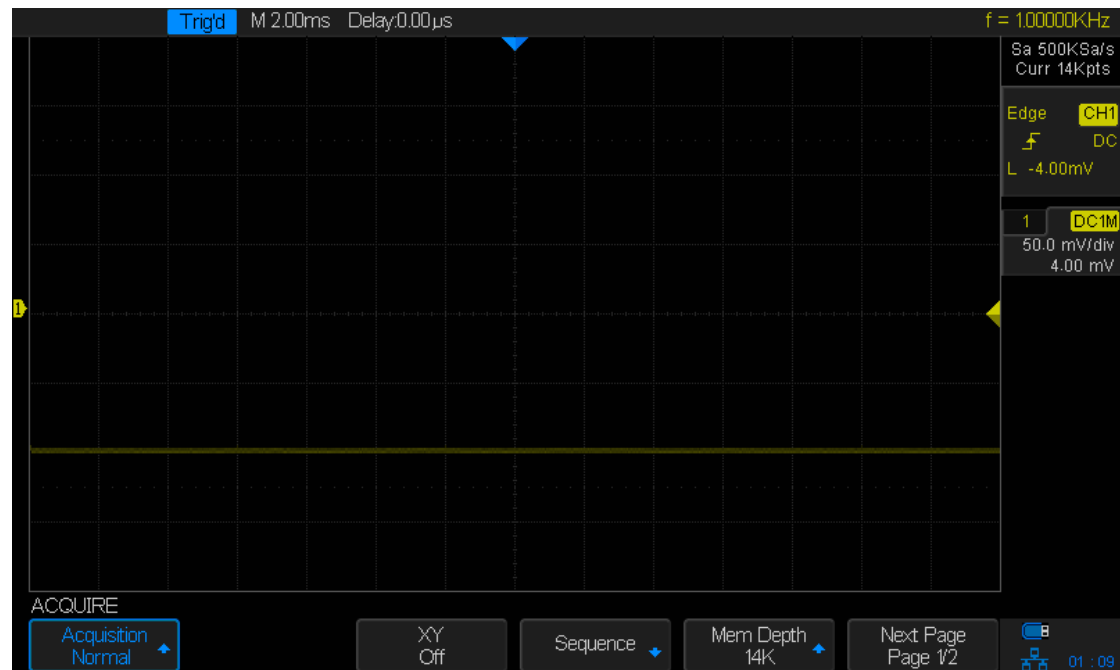 Trig'd M 2.00ms Delay:0.00µs f = 1.00000KHz
Sa 500KSa/s
Curr 14Kpts
Edge CH1
DC
L -4.00mV
1 DC1M
50.0 mV/div
4.00 mV
1
ACQUIRE
Acquisition
Normal
XY
Off
Sequence
Mem Depth
14K
Next Page
Page 1/2
01 : 09